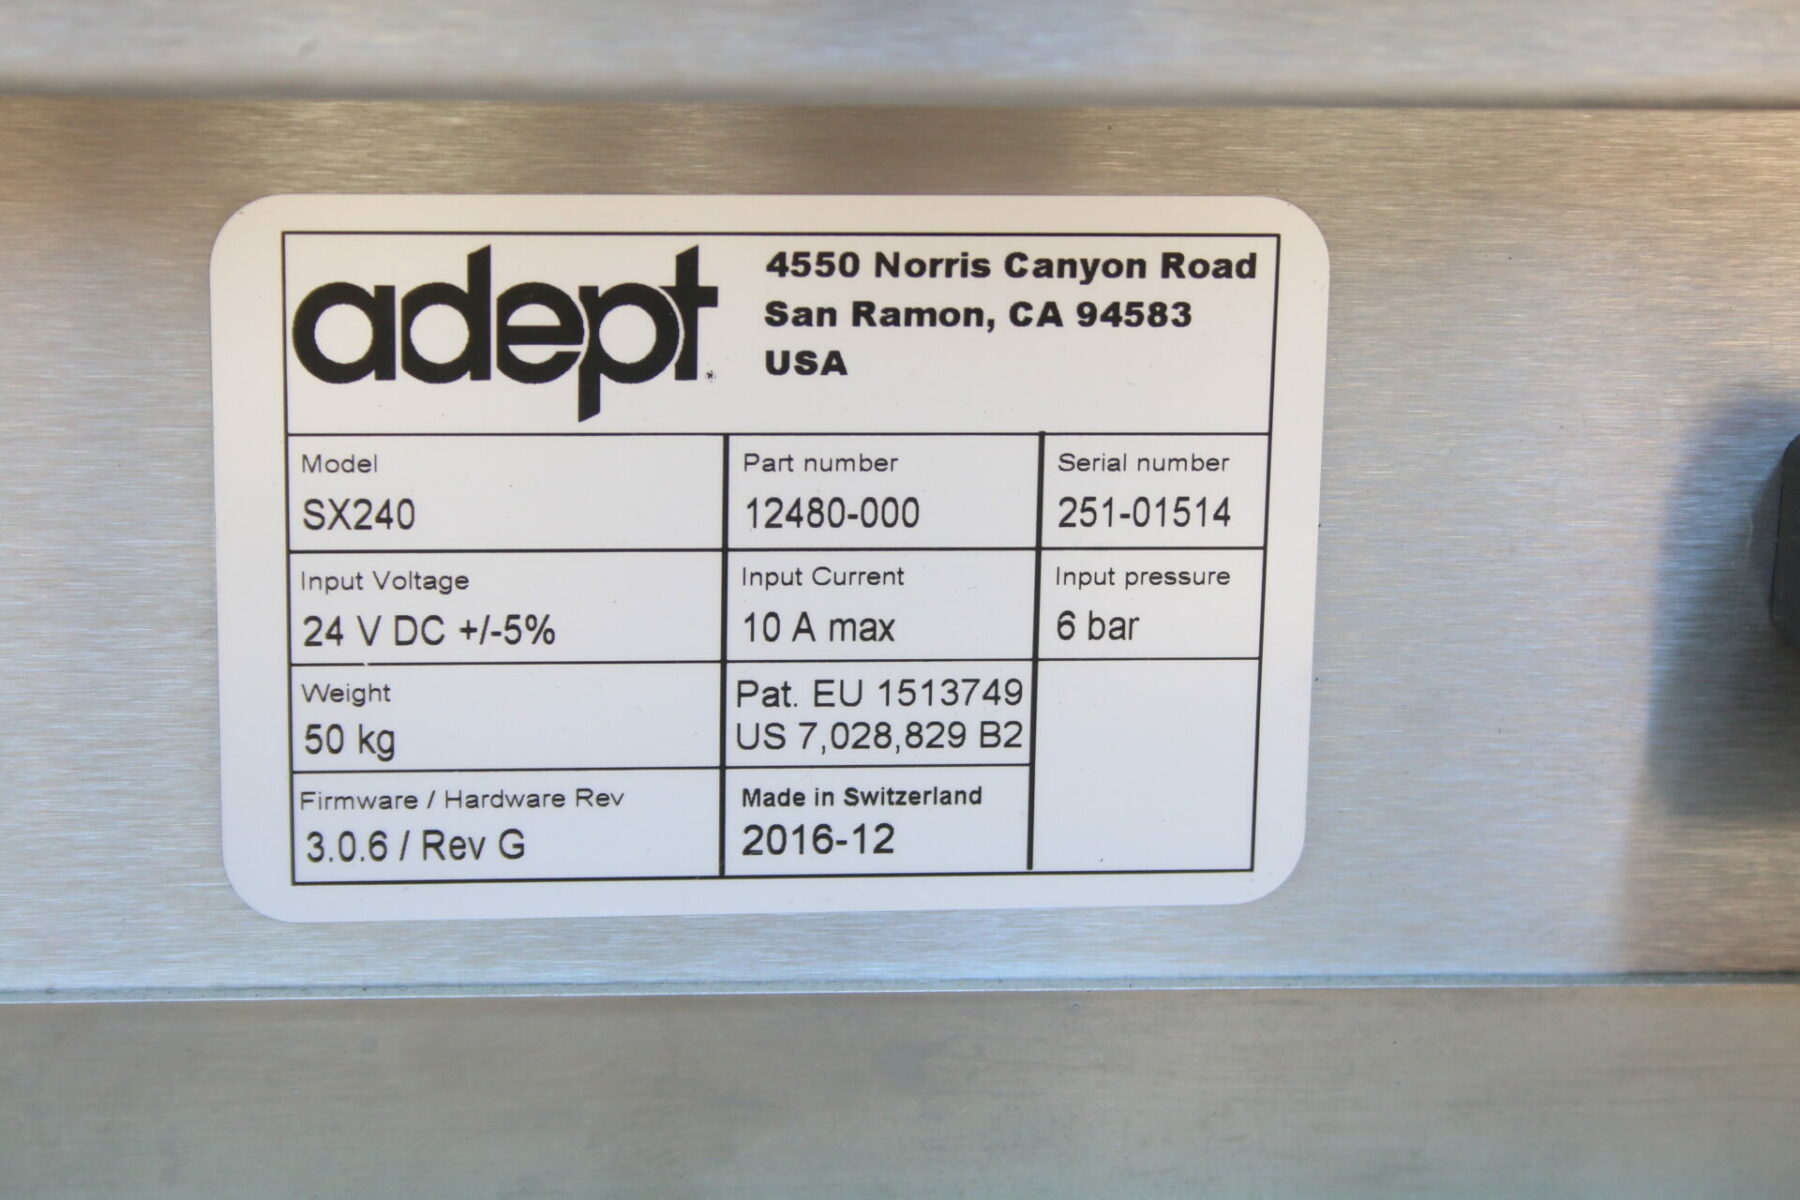 adept
4550 Norris Canyon Road
San Ramon, CA 94583
USA
Model
SX240
Part number
12480-000
Serial number
251-01514
Input Voltage
24 V DC +/-5%
Input Current
10 A max
Input pressure
6 bar
Weight
50 kg
Pat. EU 1513749
US 7,028,829 B2
Firmware / Hardware Rev
3.0.6 / Rev G
Made in Switzerland
2016-12